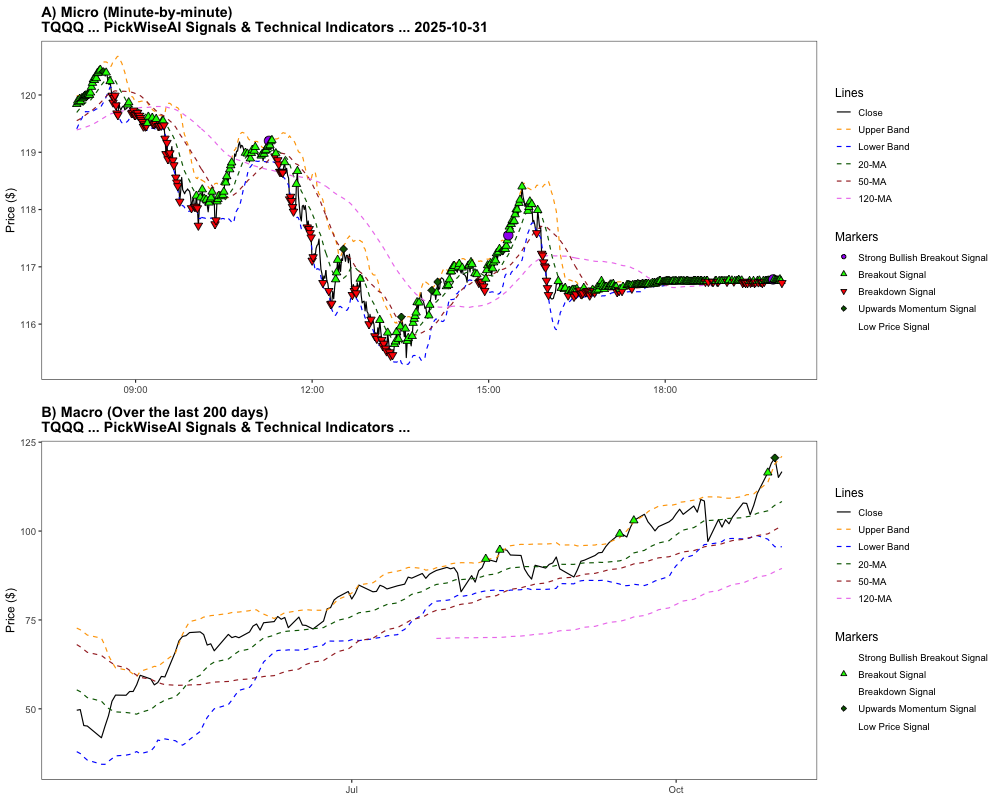 A) Micro (Minute-by-minute)
TQQQ ... PickWiseAI Signals & Technical Indicators ... 2025-10-31
Price ($)
120
119
118
117
116
09:00
12:00
15:00
18:00
Lines
Close
Upper Band
Lower Band
20-MA
50-MA
120-MA
Markers
Strong Bullish Breakout Signal
Breakout Signal
Breakdown Signal
Upwards Momentum Signal
Low Price Signal
B) Macro (Over the last 200 days)
TQQQ ... PickWiseAI Signals & Technical Indicators ...
Price ($)
125
100
75
50
Jul
Oct
Lines
Close
Upper Band
Lower Band
20-MA
50-MA
120-MA
Markers
Strong Bullish Breakout Signal
Breakout Signal
Breakdown Signal
Upwards Momentum Signal
Low Price Signal